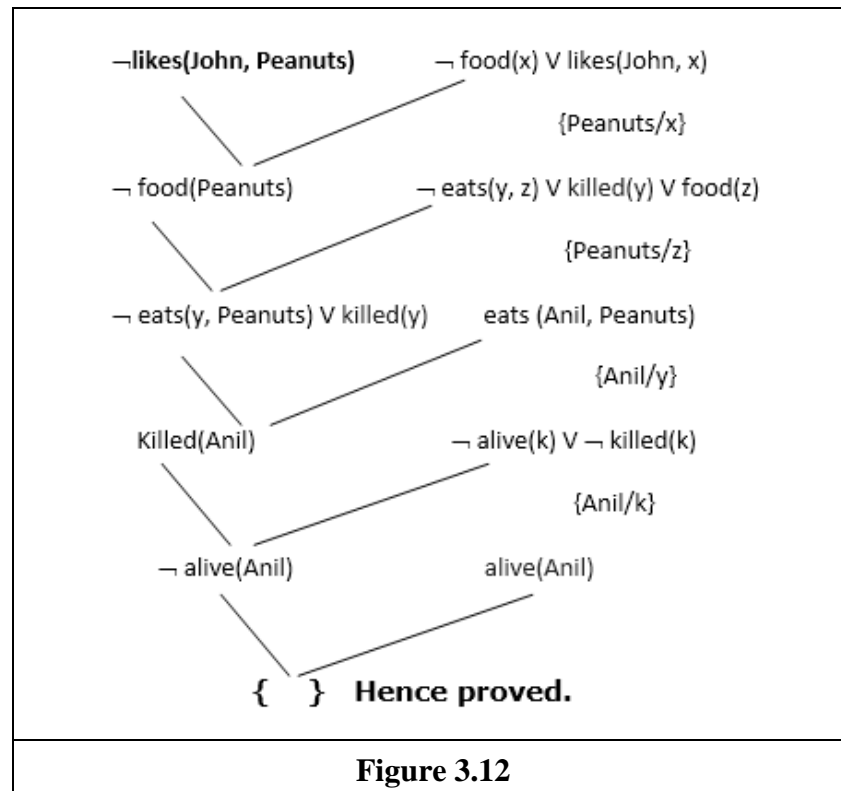 ¬likes(John, Peanuts) ¬ food(x) V likes(John, x)
{Peanuts/x}
¬ food(Peanuts) ¬ eats(y, z) V killed(y) V food(z)
{Peanuts/z}
¬ eats(y, Peanuts) V killed(y) eats (Anil, Peanuts)
{Anil/y}
Killed(Anil) ¬ alive(k) V ¬ killed(k)
{Anil/k}
¬ alive(Anil) alive(Anil)
{ } Hence proved.
Figure 3.12